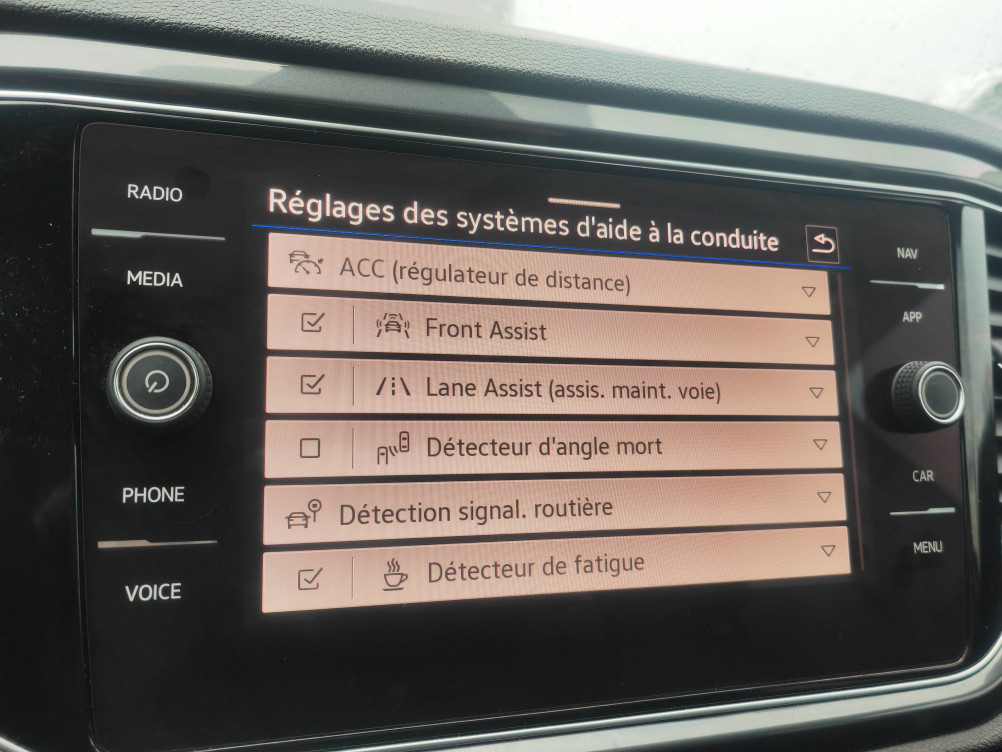 RADIO
MEDIA
PHONE
VOICE
Réglages des systèmes d'aide à la conduite
ACC (régulateur de distance)
Front Assist
Lane Assist (assis. maint. voie)
Détecteur d'angle mort
Détection signal. routière
Détecteur de fatigue
NAV
APP
CAR
MENU